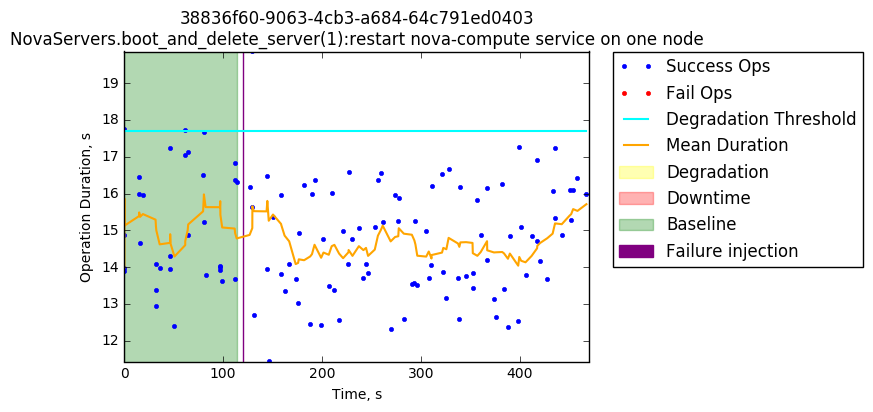 38836f60-9063-4cb3-a684-64c791ed0403
NovaServers.boot_and_delete_server(1):restart nova-compute service on one node
19
18
17
16
15
14
13
12
Operation Duration, s
0 100 200 300 400
Time, s
Success Ops
Fail Ops
Degradation Threshold
Mean Duration
Degradation
Downtime
Baseline
Failure injection